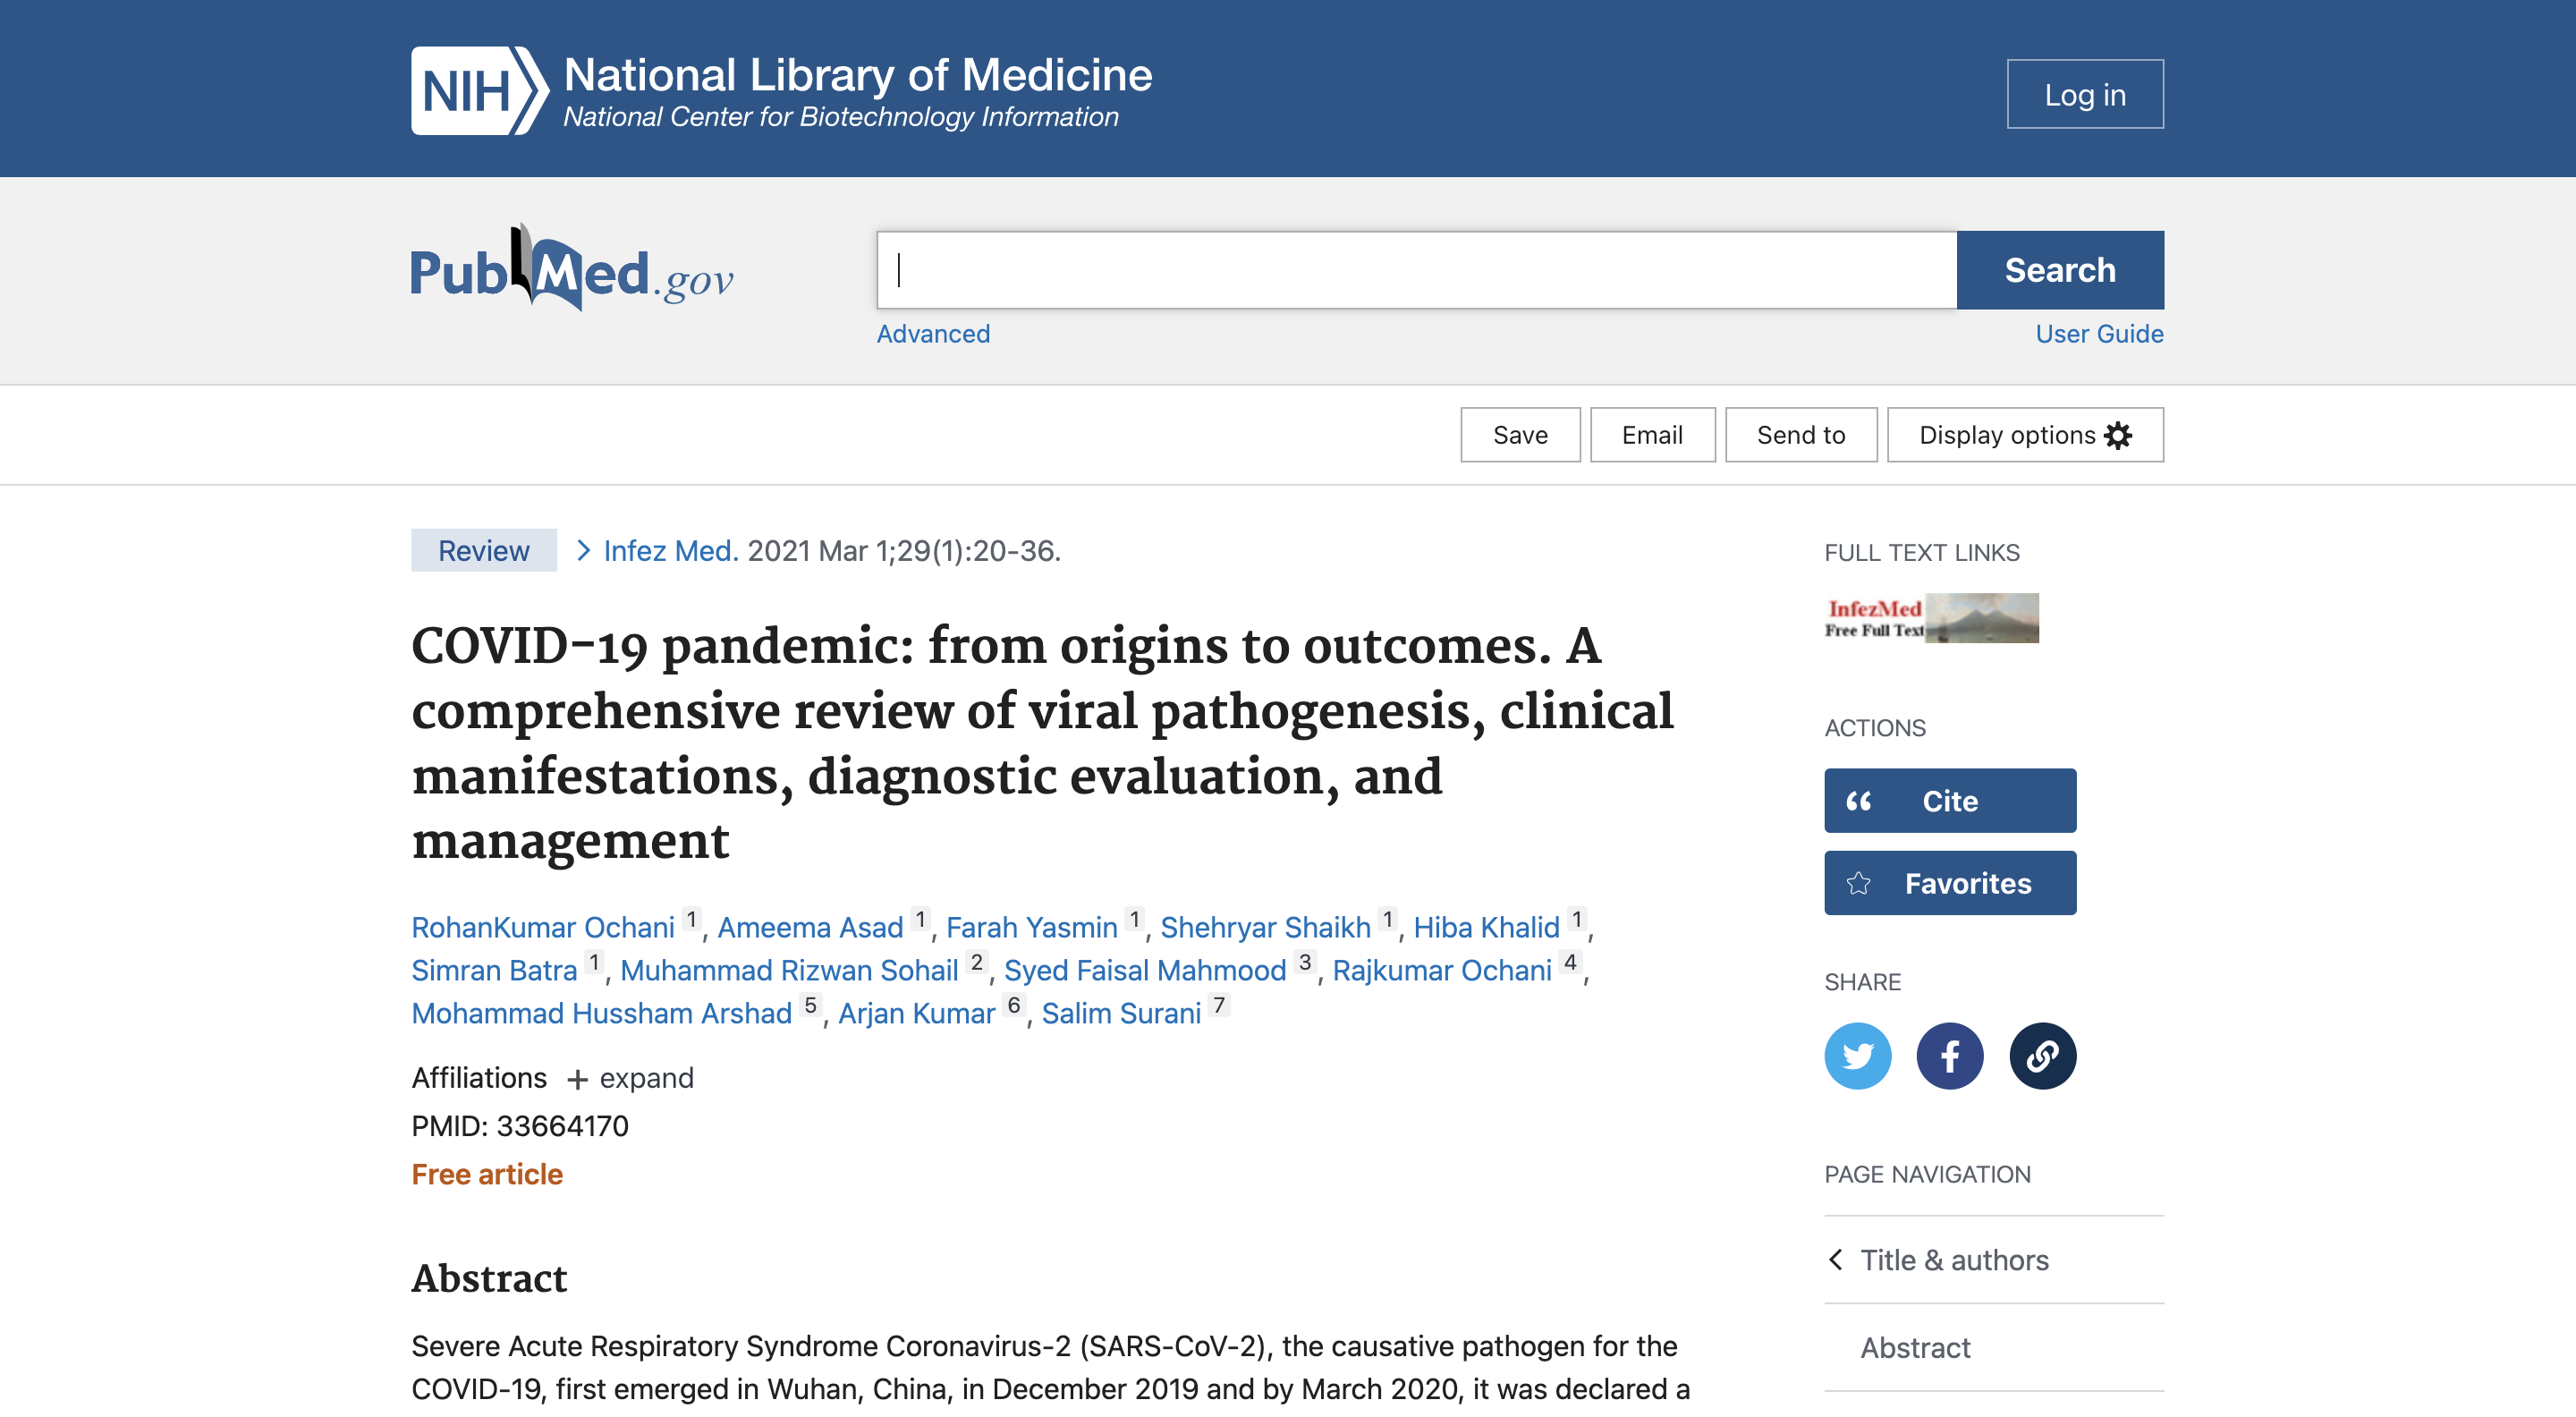 NIH National Library of Medicine
National Center for Biotechnology Information
Log in
PubMed.gov
Search
Advanced
User Guide
Save
Email
Send to
Display options
Review
Infez Med. 2021 Mar 1;29(1):20-36.
COVID-19 pandemic: from origins to outcomes. A
comprehensive review of viral pathogenesis, clinical
manifestations, diagnostic evaluation, and
management
RohanKumar Ochani 1, Ameema Asad 1, Farah Yasmin 1, Shehryar Shaikh 1, Hiba Khalid 1,
Simran Batra 1, Muhammad Rizwan Sohail 2, Syed Faisal Mahmood 3, Rajkumar Ochani 4,
Mohammad Hussham Arshad 5, Arjan Kumar 6, Salim Surani 7
Affiliations + expand
PMID: 33664170
Free article
Abstract
Severe Acute Respiratory Syndrome Coronavirus-2 (SARS-CoV-2), the causative pathogen for the
COVID-19, first emerged in Wuhan, China, in December 2019 and by March 2020, it was declared a
FULL TEXT LINKS
InfezMed
Free Full Text
ACTIONS
Cite
Favorites
SHARE
PAGE NAVIGATION
Title & authors
Abstract